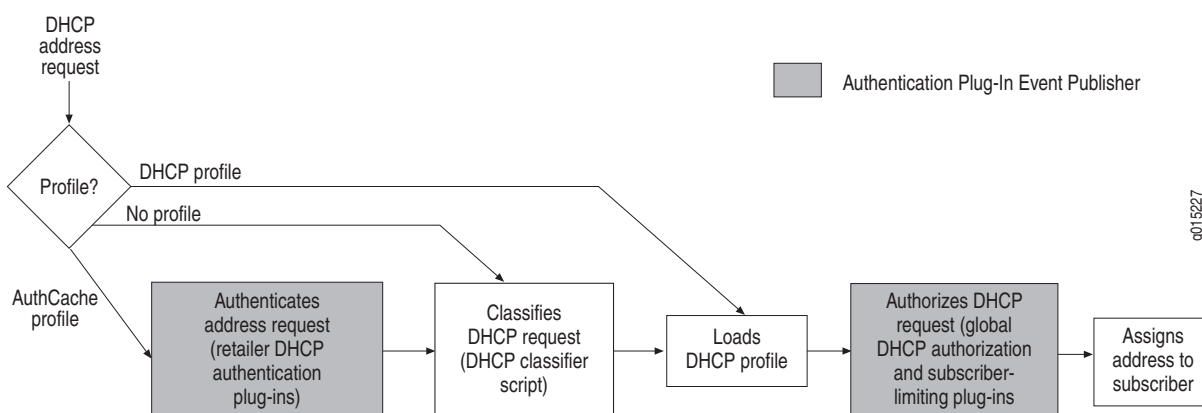 DHCP
address
request
Authentication Plug-In Event Publisher
Profile?
DHCP profile
No profile
g015227
AuthCache
profile
Authenticates
address request
(retailer DHCP
authentication
plug-ins)
Classifies
DHCP request
(DHCP classifier
script)
Loads
DHCP profile
Authorizes DHCP
request (global
DHCP authorization
and subscriber-
limiting plug-ins
Assigns
address to
subscriber